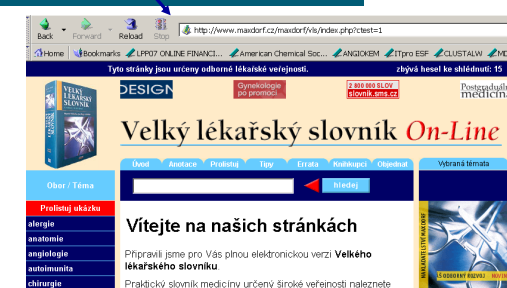 Back Forward Reload Stop http://www.maxdorf.cz/maxdorf/vls/index.php?ctest=1
Home Bookmarks LPP07 ONLINE FINANCI... American Chemical Soc... ANGIOKEM ITpro ESF CLUSTALW
Tyto stránky jsou určeny odborné lékařské veřejnosti. zbývá hesel ke shlédnutí: 15
VELKÝ LÉKAŘSKÝ SLOVNÍK
DESIGN
Gynekologie po promoci
2 800 000 SLOV
slovnik.sms.cz
Postgraduální
medicín
Velký lékařský slovník On-Line
Úvod Anotace Prolistuj Tipy Errata Knihkupci Objednat Vybraná témata
Obor / Téma
hledej
Prolistuj ukázku
alergie
anatomie
angiologie
autoimunita
chirurgie
Vítejte na našich stránkách
Připravili jsme pro Vás plnou elektronickou verzi Velkého
lékařského slovníku.
Praktický slovník medicíny určený široké veřejnosti naleznete
NAKLADATELSTVÍ MAXDORF
ODBORNÝ ROZVOJ